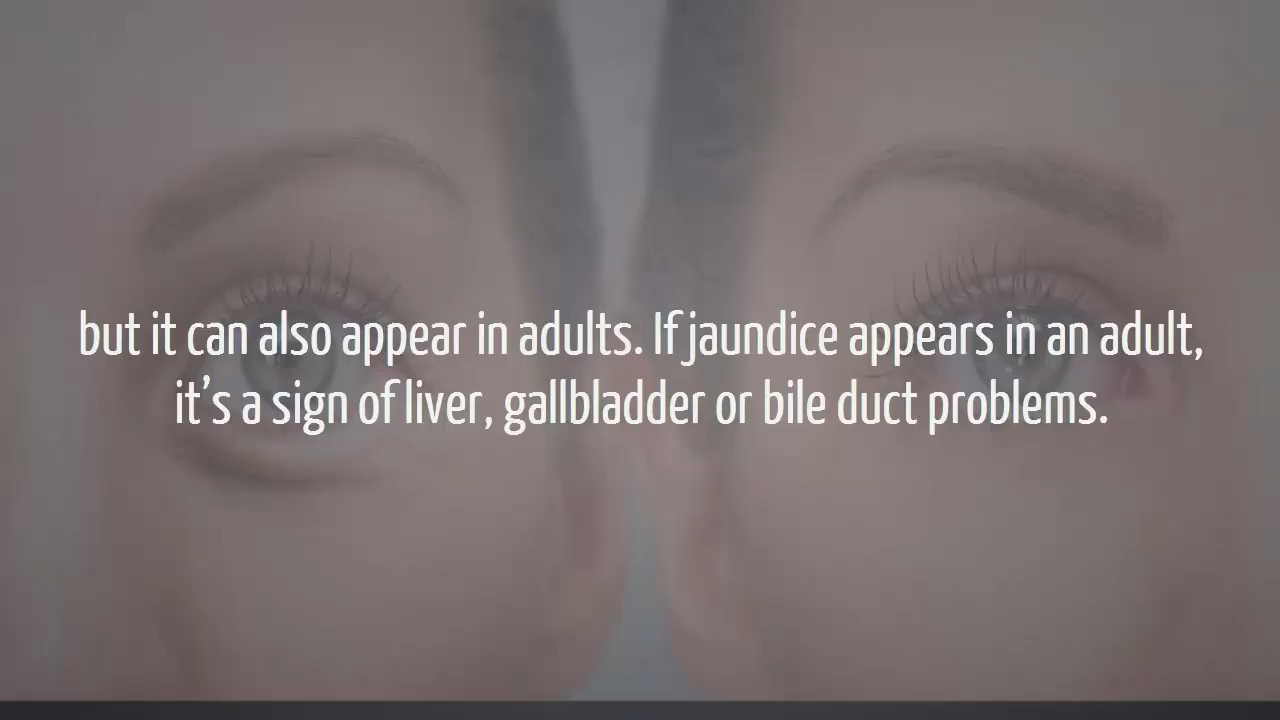 but it can also appear in adults. If jaundice appears in an adult,
it’s a sign of liver, gallbladder or bile duct problems.